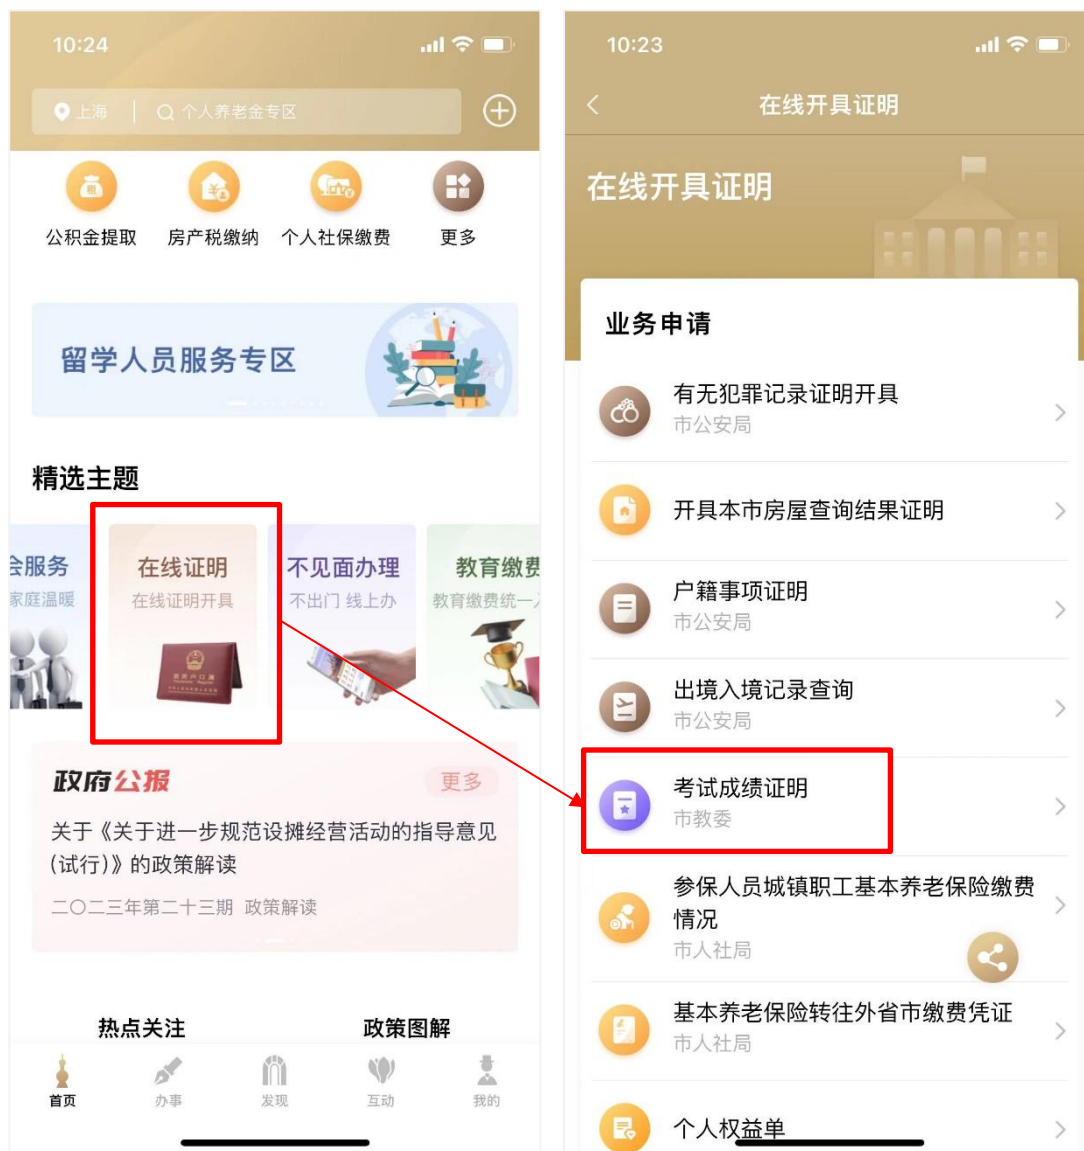 10:24
上海
个人养老金专区
公积金提取
房产税缴纳
个人社保缴费
更多
留学人员服务专区
精选主题
会服务
家庭温暖
在线证明
在线证明开具
不见面办理
不出门 线上办
教育缴费
教育缴费统一入
居民户口簿
政府公报
更多
关于《关于进一步规范设摊经营活动的指导意见
(试行)》的政策解读
二〇二三年第二十三期 政策解读
热点关注
政策图解
首页
办事
发现
互动
我的
10:23
在线开具证明
在线开具证明
业务申请
有无犯罪记录证明开具
市公安局
开具本市房屋查询结果证明
户籍事项证明
市公安局
出境入境记录查询
市公安局
考试成绩证明
市教委
参保人员城镇职工基本养老保险缴费
情况
市人社局
基本养老保险转往外省市缴费凭证
市人社局
个人权益单